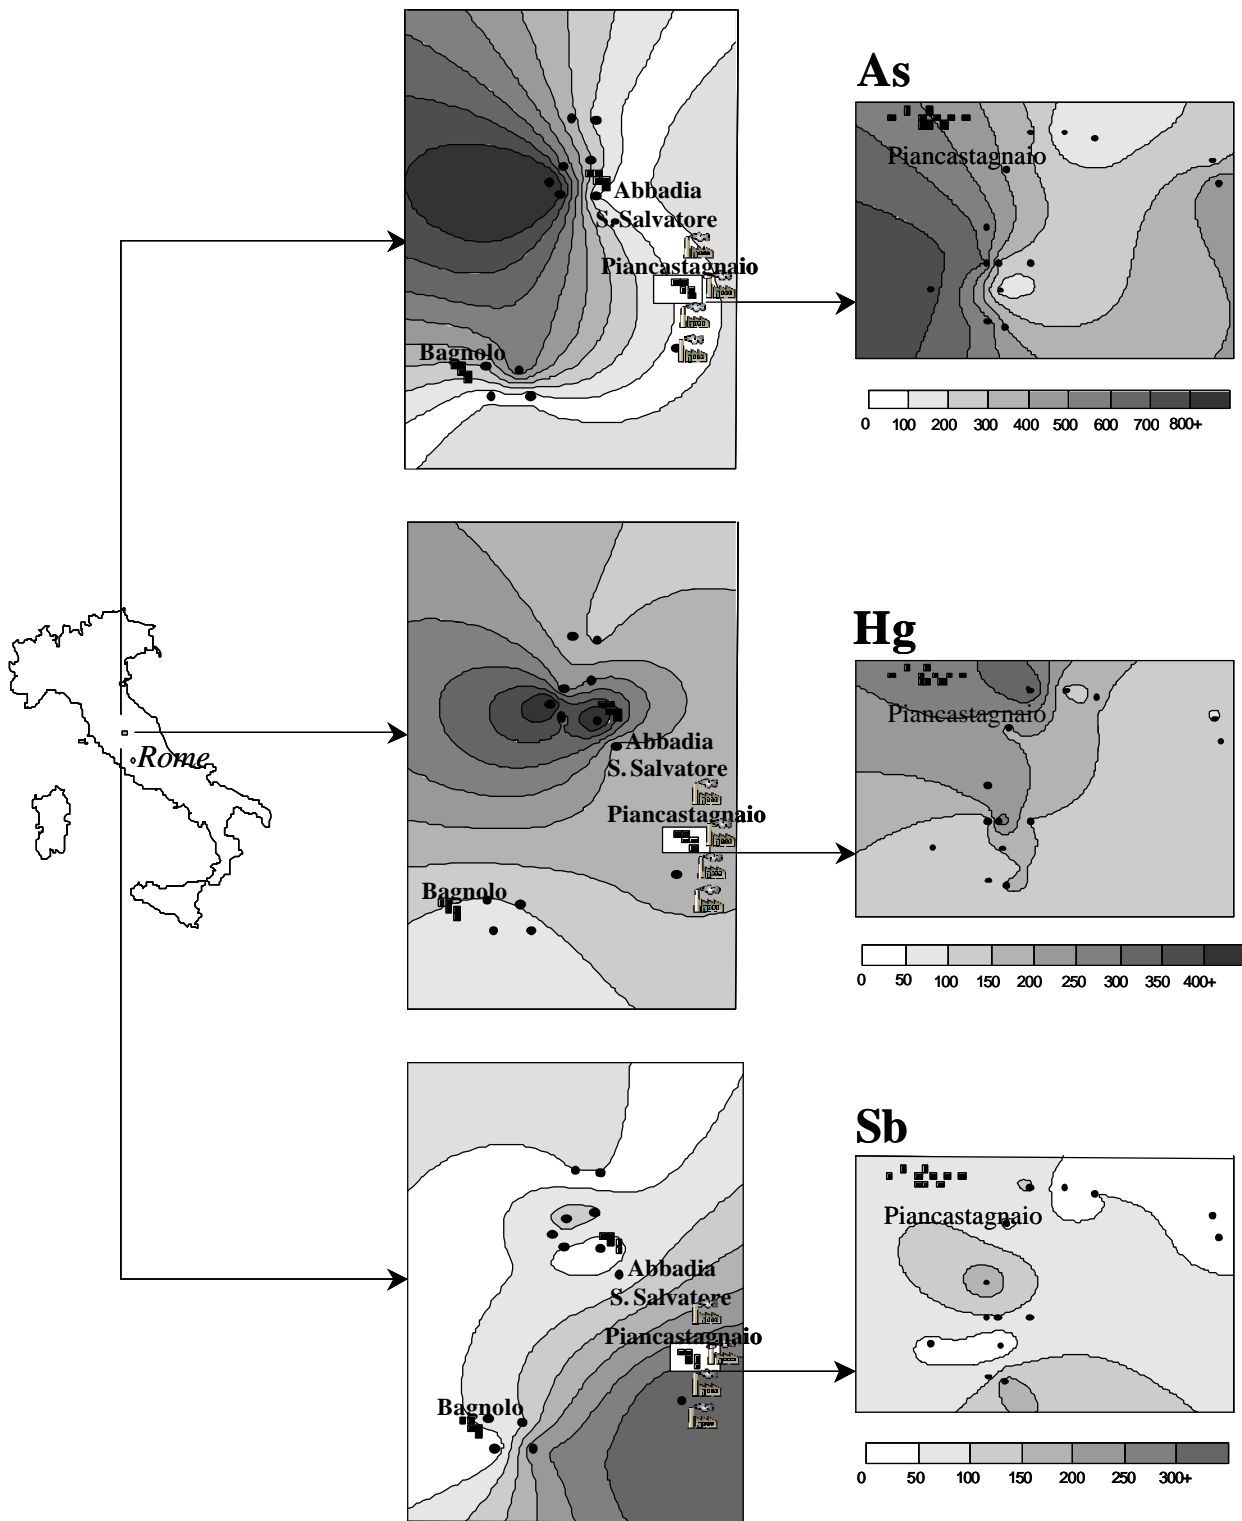 As
Abbadia
S. Salvatore
Piancastagnaio
Bagnolo
Piancastagnaio
0 100 200 300 400 500 600 700 800+
Hg
Rome
Abbadia
S. Salvatore
Piancastagnaio
Bagnolo
Piancastagnaio
0 50 100 150 200 250 300 350 400+
Sb
Abbadia
S. Salvatore
Piancastagnaio
Bagnolo
Piancastagnaio
0 50 100 150 200 250 300+